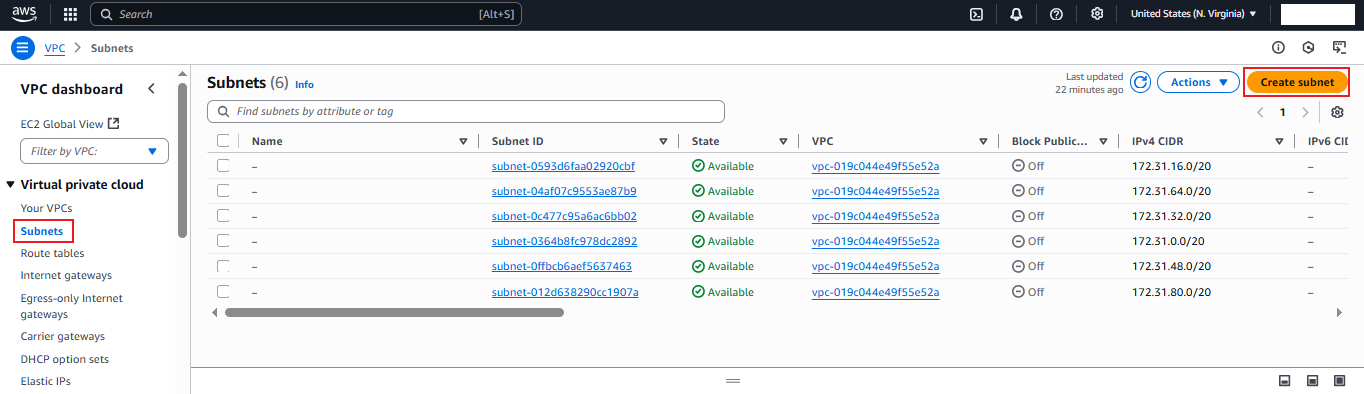 aws Search [Alt+S] United States (N. Virginia)
VPC > Subnets
VPC dashboard
EC2 Global View
Filter by VPC:
Virtual private cloud
Your VPCs
Subnets
Route tables
Internet gateways
Egress-only Internet
gateways
Carrier gateways
DHCP option sets
Elastic IPs
Subnets (6) Info
Last updated
22 minutes ago
Actions
Create subnet
Find subnets by attribute or tag
1
Name Subnet ID State VPC Block Public... IPv4 CIDR IPv6 CID
– subnet-0593d6faa02920cbf Available vpc-019c044e49f55e52a Off 172.31.16.0/20 –
– subnet-04af07c9553ae87b9 Available vpc-019c044e49f55e52a Off 172.31.64.0/20 –
– subnet-0c477c95a6ac6bb02 Available vpc-019c044e49f55e52a Off 172.31.32.0/20 –
– subnet-0364b8fc978dc2892 Available vpc-019c044e49f55e52a Off 172.31.0.0/20 –
– subnet-0ffbcb6aef5637463 Available vpc-019c044e49f55e52a Off 172.31.48.0/20 –
– subnet-012d638290cc1907a Available vpc-019c044e49f55e52a Off 172.31.80.0/20 –